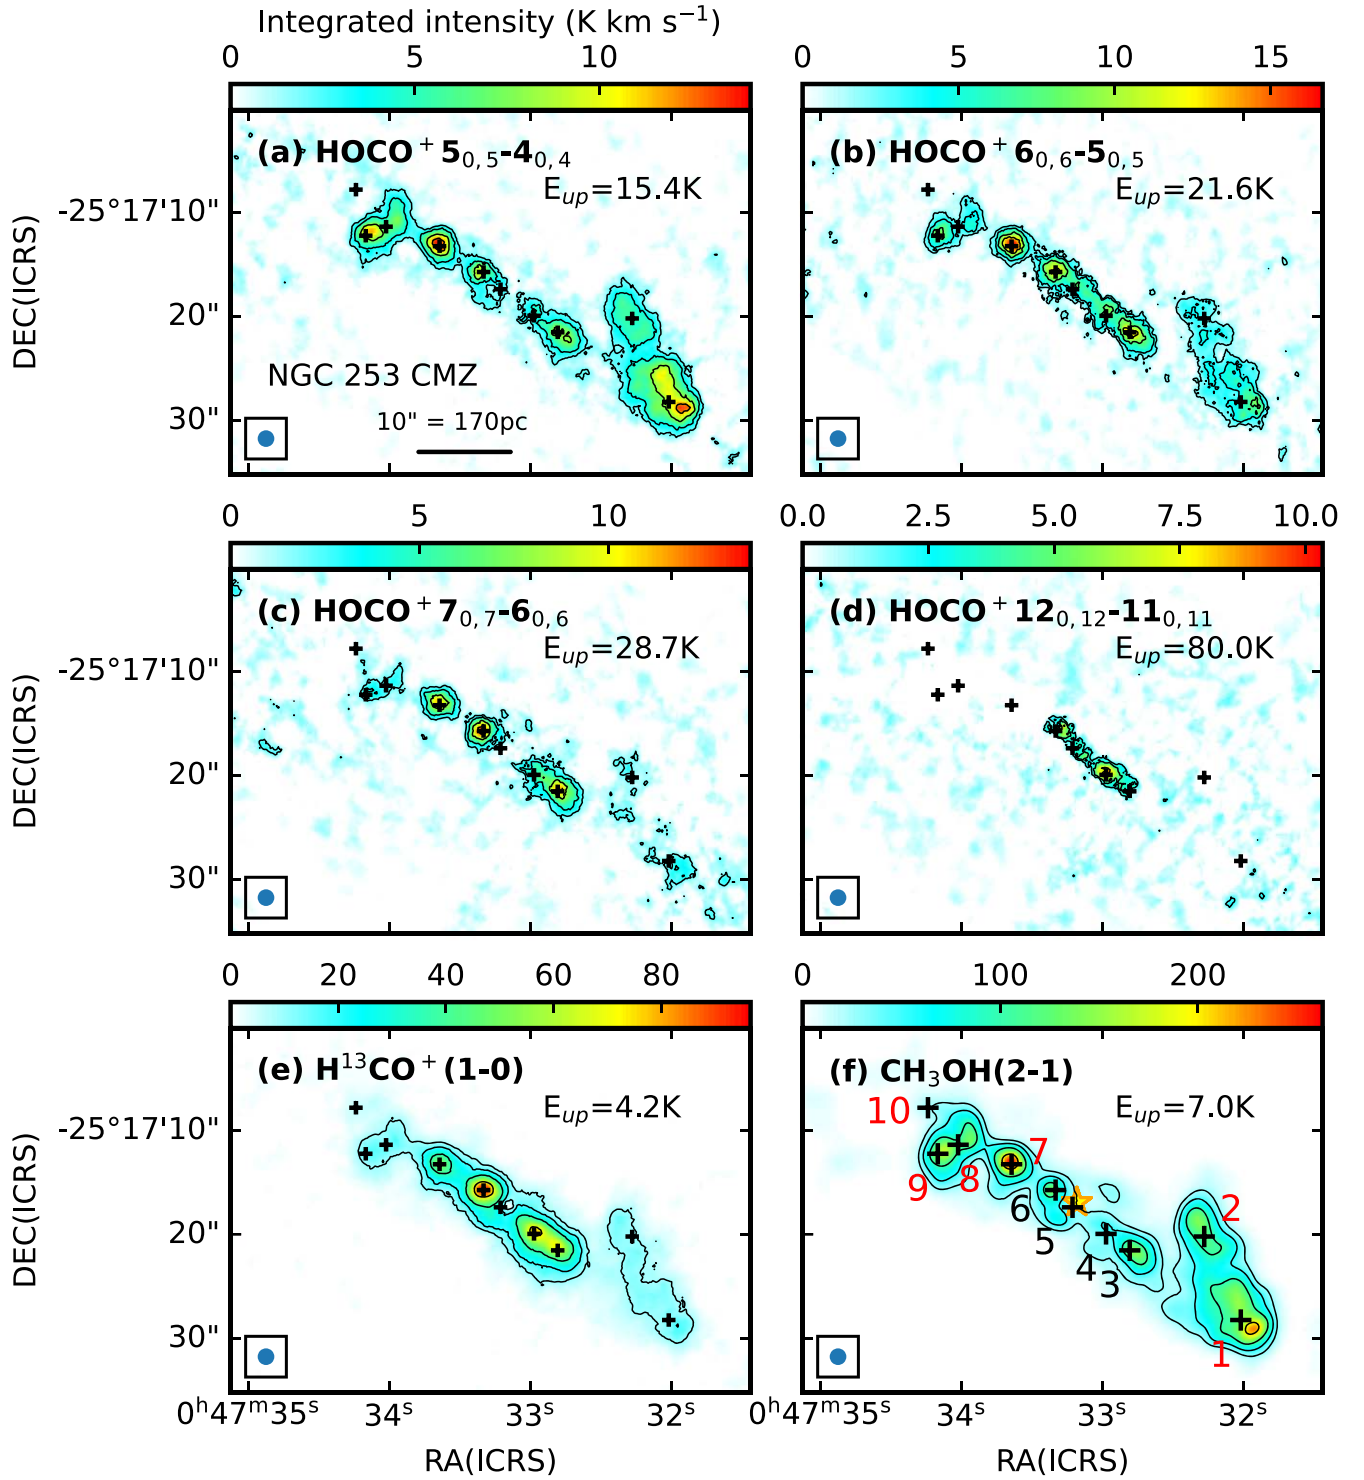 Integrated intensity (K km s⁻¹)
0 5 10
0 5 10 15
(a) HOCO⁺ 5₀,₅-4₀,₄
E_up=15.4K
(b) HOCO⁺ 6₀,₆-5₀,₅
E_up=21.6K
DEC(ICRS)
-25°17'10"
20"
30"
NGC 253 CMZ
10" = 170pc
0 5 10
0.0 2.5 5.0 7.5 10.0
(c) HOCO⁺ 7₀,₇-6₀,₆
E_up=28.7K
(d) HOCO⁺ 12₀,₁₂-11₀,₁₁
E_up=80.0K
DEC(ICRS)
-25°17'10"
20"
30"
0 20 40 60 80
0 100 200
(e) H¹³CO⁺(1-0)
E_up=4.2K
(f) CH₃OH(2-1)
E_up=7.0K
DEC(ICRS)
-25°17'10"
20"
30"
10
9
8
7
6
5
4
3
2
1
0ʰ47ᵐ35ˢ 34ˢ 33ˢ 32ˢ
0ʰ47ᵐ35ˢ 34ˢ 33ˢ 32ˢ
RA(ICRS)
RA(ICRS)